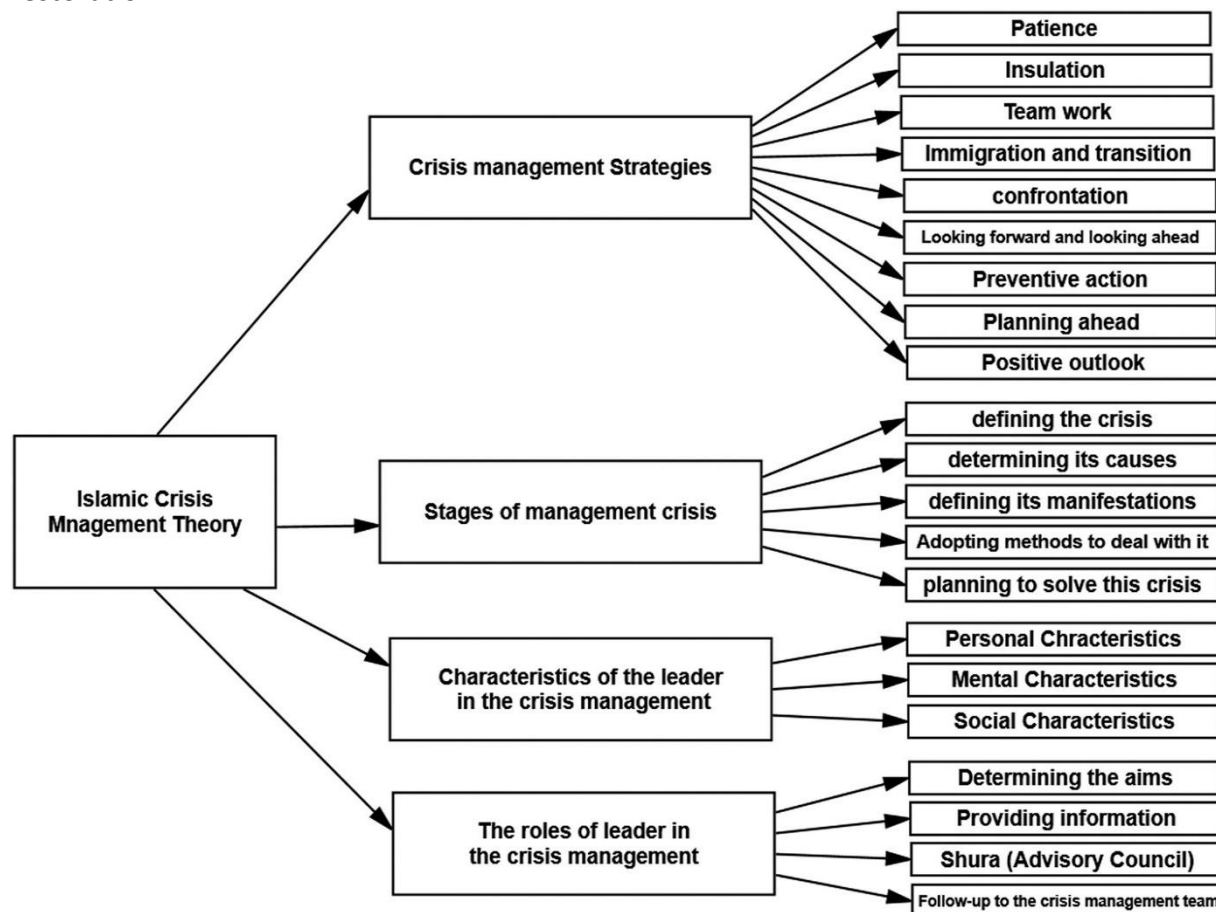 Patience
Insulation
Team work
Crisis management Strategies
Immigration and transition
confrontation
Looking forward and looking ahead
Preventive action
Planning ahead
Positive outlook
Islamic Crisis
Mnagement Theory
Stages of management crisis
defining the crisis
determining its causes
defining its manifestations
Adopting methods to deal with it
planning to solve this crisis
Characteristics of the leader
in the crisis management
Personal Chracteristics
Mental Characteristics
Social Characteristics
The roles of leader in
the crisis management
Determining the aims
Providing information
Shura (Advisory Council)
Follow-up to the crisis management team